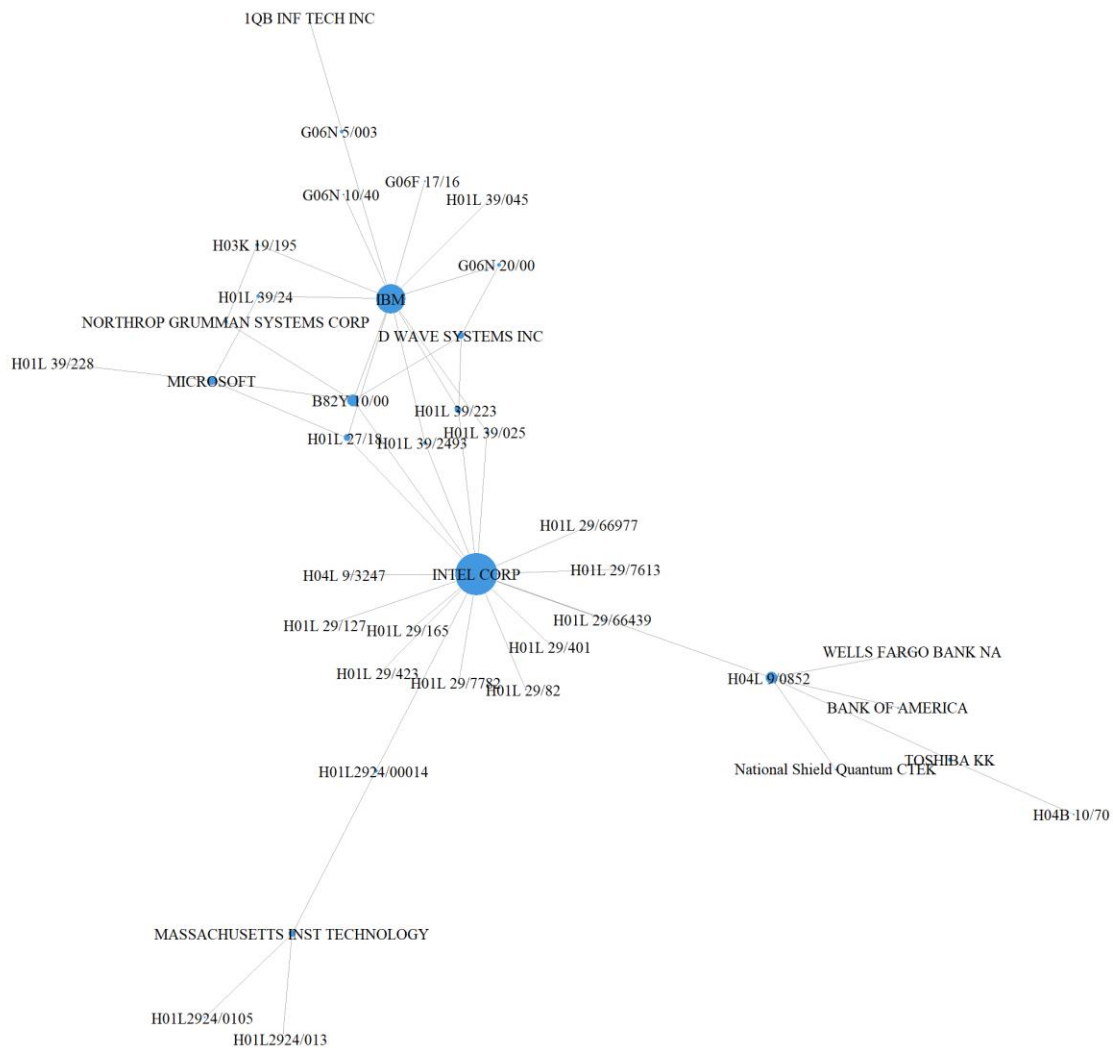 1QB INF TECH INC
G06N 5/003
G06F 17/16
G06N 10/40
H01L 39/045
H03K 19/195
G06N 20/00
H01L 39/24
IBM
NORTHROP GRUMMAN SYSTEMS CORP
D WAVE SYSTEMS INC
H01L 39/228
MICROSOFT
B82Y 10/00
H01L 39/223
H01L 39/025
H01L 27/18
H01L 39/2493
H01L 29/66977
H01L 29/7613
INTEL CORP
H04L 9/3247
H01L 29/66439
H01L 29/127
H01L 29/165
H01L 29/401
WELLS FARGO BANK NA
H01L 29/423
H04L 9/0852
H01L 29/7782
H01L 29/82
BANK OF AMERICA
TOSHIBA KK
National Shield Quantum CTEK
H01L2924/00014
H04B 10/70
MASSACHUSETTS INST TECHNOLOGY
H01L2924/0105
H01L2924/013